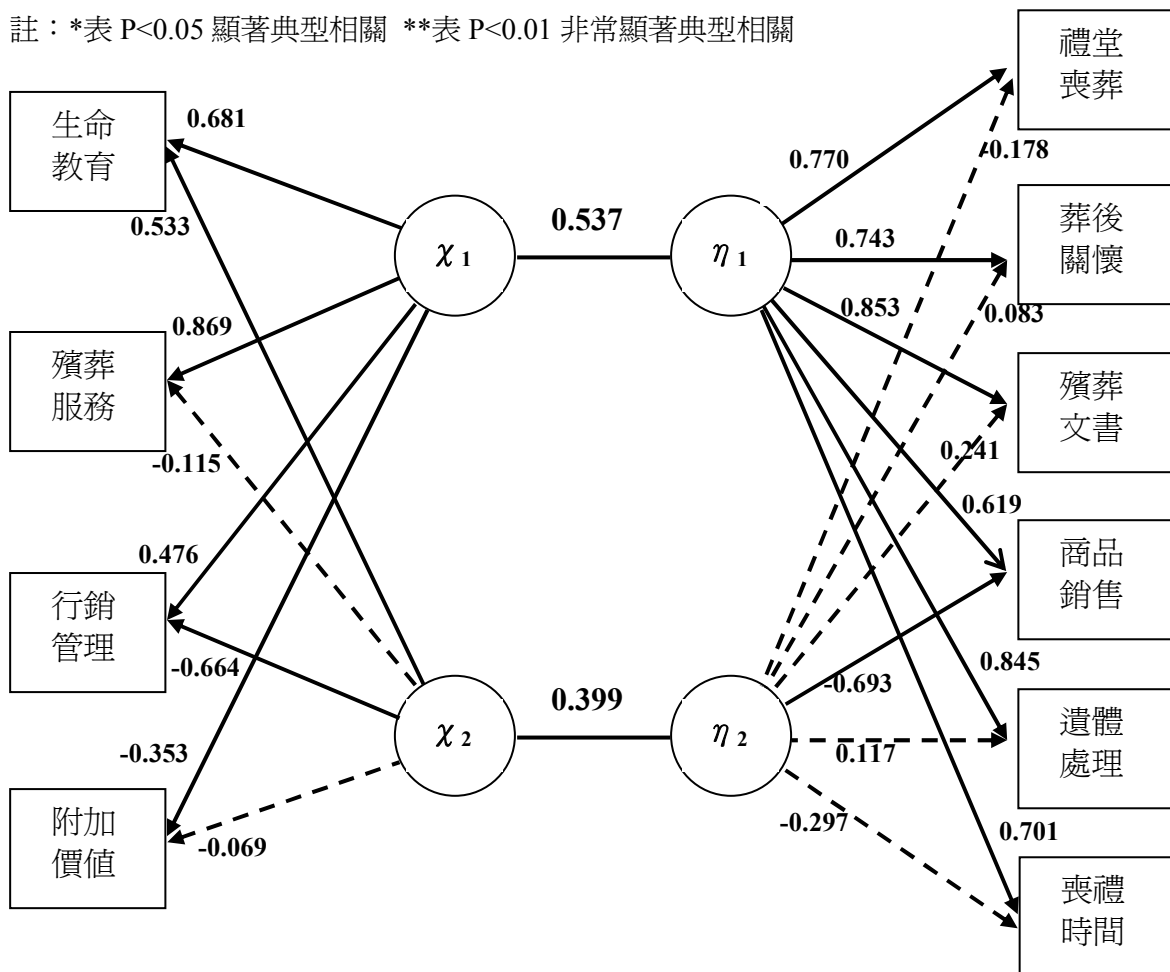 註：*表 P<0.05 顯著典型相關 **表 P<0.01 非常顯著典型相關
禮堂
喪葬
生命
教育
0.681
0.770
-0.178
0.533
χ 1
0.537
η 1
葬後
關懷
0.743
0.083
0.869
0.853
殯葬
服務
殯葬
文書
-0.115
0.241
0.619
0.476
商品
銷售
行銷
管理
-0.664
0.845
-0.693
χ 2
0.399
η 2
遺體
處理
0.117
-0.353
附加
價值
-0.069
-0.297
0.701
喪禮
時間